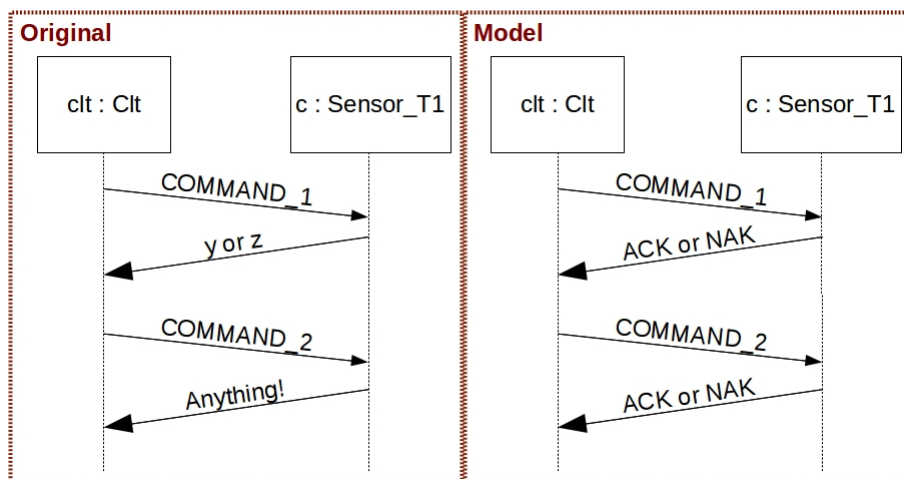 Original
clt : Clt
c : Sensor_T1
COMMAND_1
y or z
COMMAND_2
Anything!
Model
clt : Clt
c : Sensor_T1
COMMAND_1
ACK or NAK
COMMAND_2
ACK or NAK